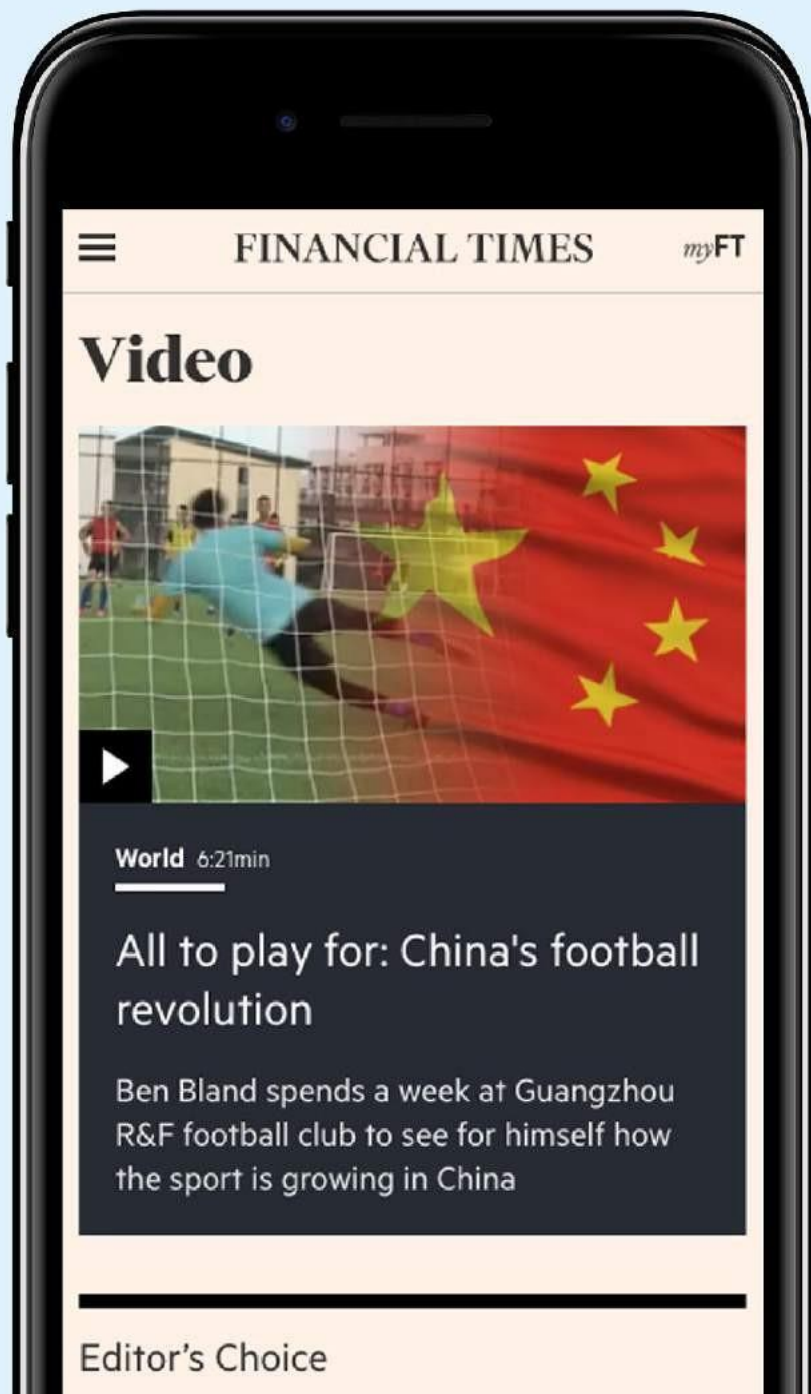 FINANCIAL TIMES
myFT
Video
World 6:21min
All to play for: China's football
revolution
Ben Bland spends a week at Guangzhou
R&F football club to see for himself how
the sport is growing in China
Editor's Choice